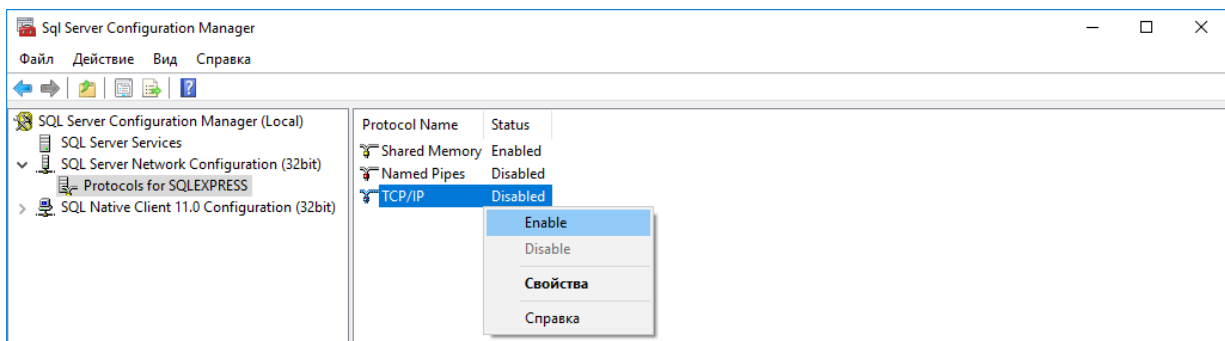 Sql Server Configuration Manager
Файл Действие Вид Справка
SQL Server Configuration Manager (Local)
SQL Server Services
SQL Server Network Configuration (32bit)
Protocols for SQLEXPRESS
SQL Native Client 11.0 Configuration (32bit)
Protocol Name Status
Shared Memory Enabled
Named Pipes Disabled
TCP/IP Disabled
Enable
Disable
Свойства
Справка